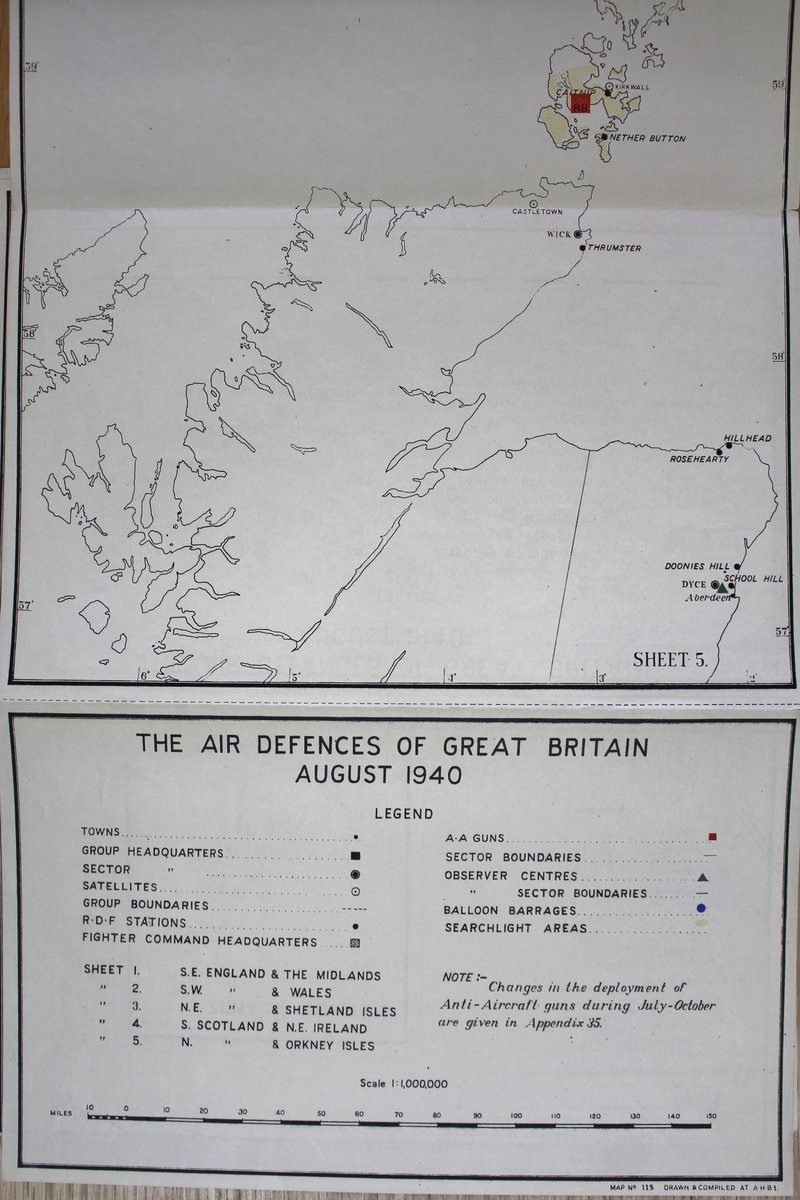 59°
59°
KIRKWALL
CAITNIP
88
NETHER BUTTON
CASTLETOWN
WICK
THRUMSTER
58°
58°
HILLHEAD
ROSEHEARTY
DOONIES HILL
SCHOOL HILL
DYCE
Aberdeen
57°
57°
SHEET 5.
6°
5°
4°
3°
2°
THE AIR DEFENCES OF GREAT BRITAIN
AUGUST 1940
LEGEND
TOWNS
GROUP HEADQUARTERS
SECTOR "
SATELLITES
GROUP BOUNDARIES
R·D·F STATIONS
FIGHTER COMMAND HEADQUARTERS
A·A GUNS
SECTOR BOUNDARIES
OBSERVER CENTRES
" SECTOR BOUNDARIES
BALLOON BARRAGES
SEARCHLIGHT AREAS
SHEET 1. S.E. ENGLAND & THE MIDLANDS
" 2. S.W. " & WALES
" 3. N.E. " & SHETLAND ISLES
" 4. S. SCOTLAND & N.E. IRELAND
" 5. N. " & ORKNEY ISLES
NOTE:-
Changes in the deployment of
Anti-Aircraft guns during July-October
are given in Appendix 35.
Scale 1:1,000,000
MILES 10 0 10 20 30 40 50 60 70 80 90 100 110 120 130 140 150
MAP Nº 115 DRAWN & COMPILED AT A·H·B·1.